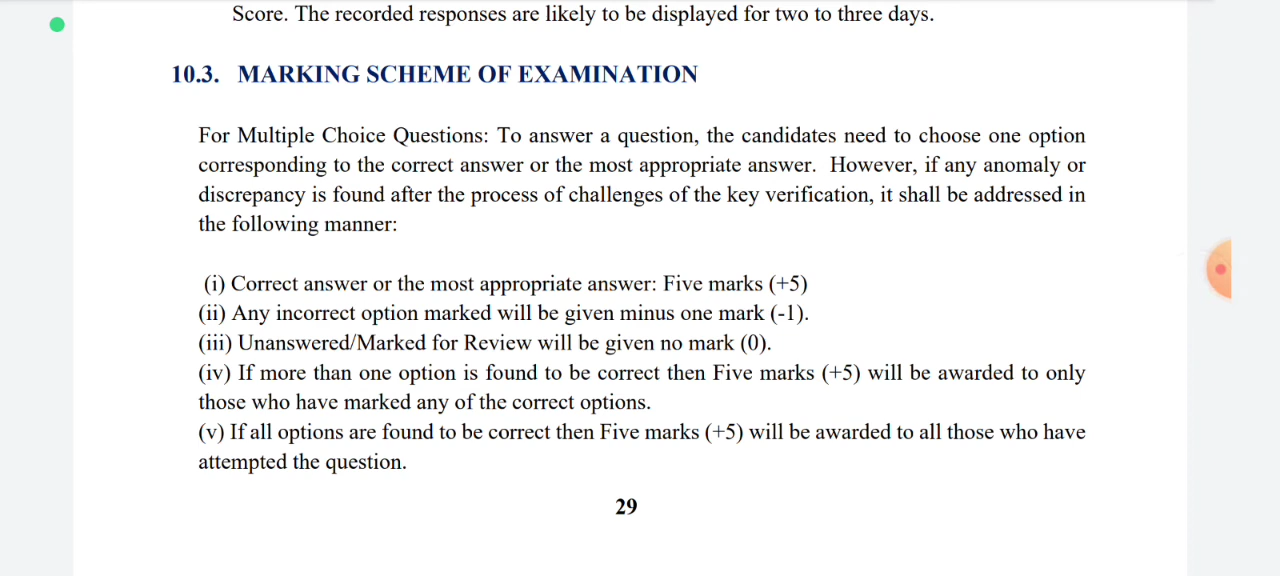 Score. The recorded responses are likely to be displayed for two to three days.
10.3. MARKING SCHEME OF EXAMINATION
For Multiple Choice Questions: To answer a question, the candidates need to choose one option
corresponding to the correct answer or the most appropriate answer. However, if any anomaly or
discrepancy is found after the process of challenges of the key verification, it shall be addressed in
the following manner:
(i) Correct answer or the most appropriate answer: Five marks (+5)
(ii) Any incorrect option marked will be given minus one mark (-1).
(iii) Unanswered/Marked for Review will be given no mark (0).
(iv) If more than one option is found to be correct then Five marks (+5) will be awarded to only
those who have marked any of the correct options.
(v) If all options are found to be correct then Five marks (+5) will be awarded to all those who have
attempted the question.
29